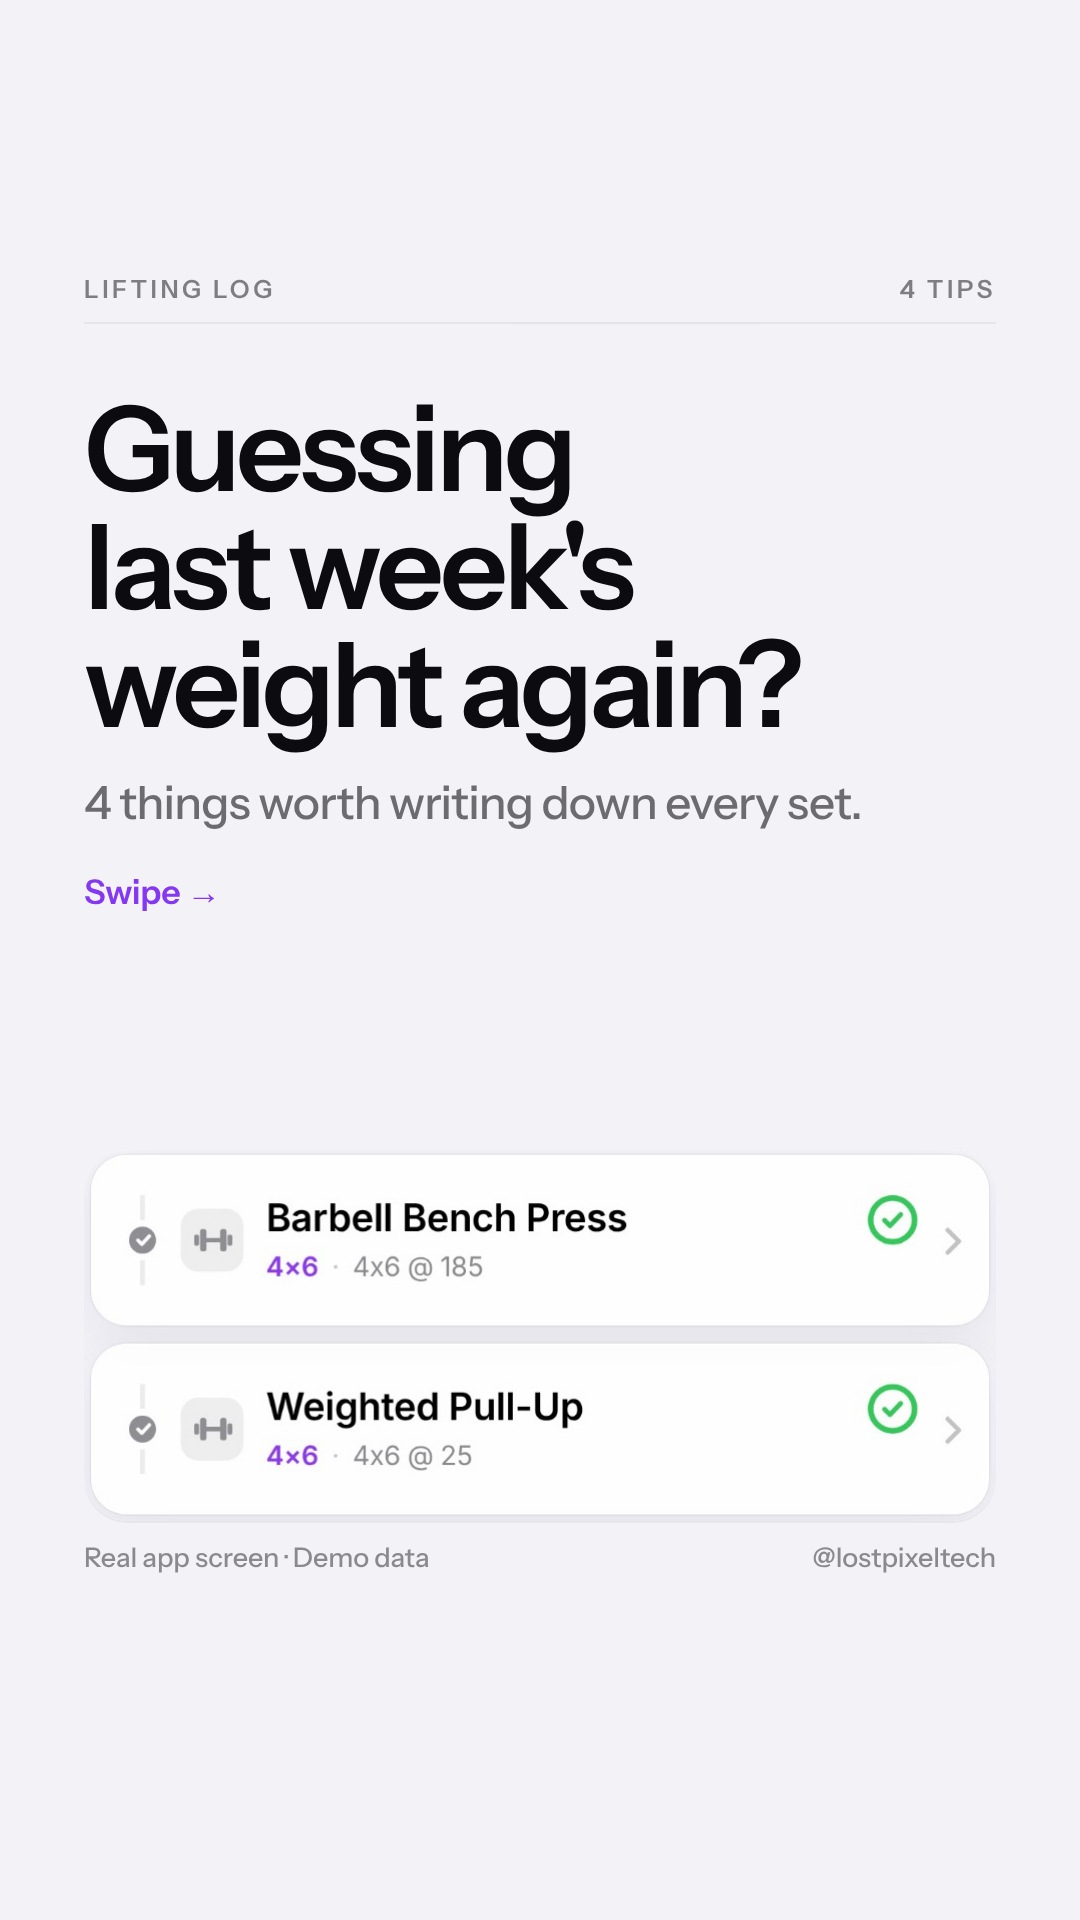 LIFTING LOG
4 TIPS
Guessing
last week's
weight again?
4 things worth writing down every set.
Swipe →
Barbell Bench Press
4×6 · 4x6 @ 185
Weighted Pull-Up
4×6 · 4x6 @ 25
Real app screen · Demo data
@lostpixeltech